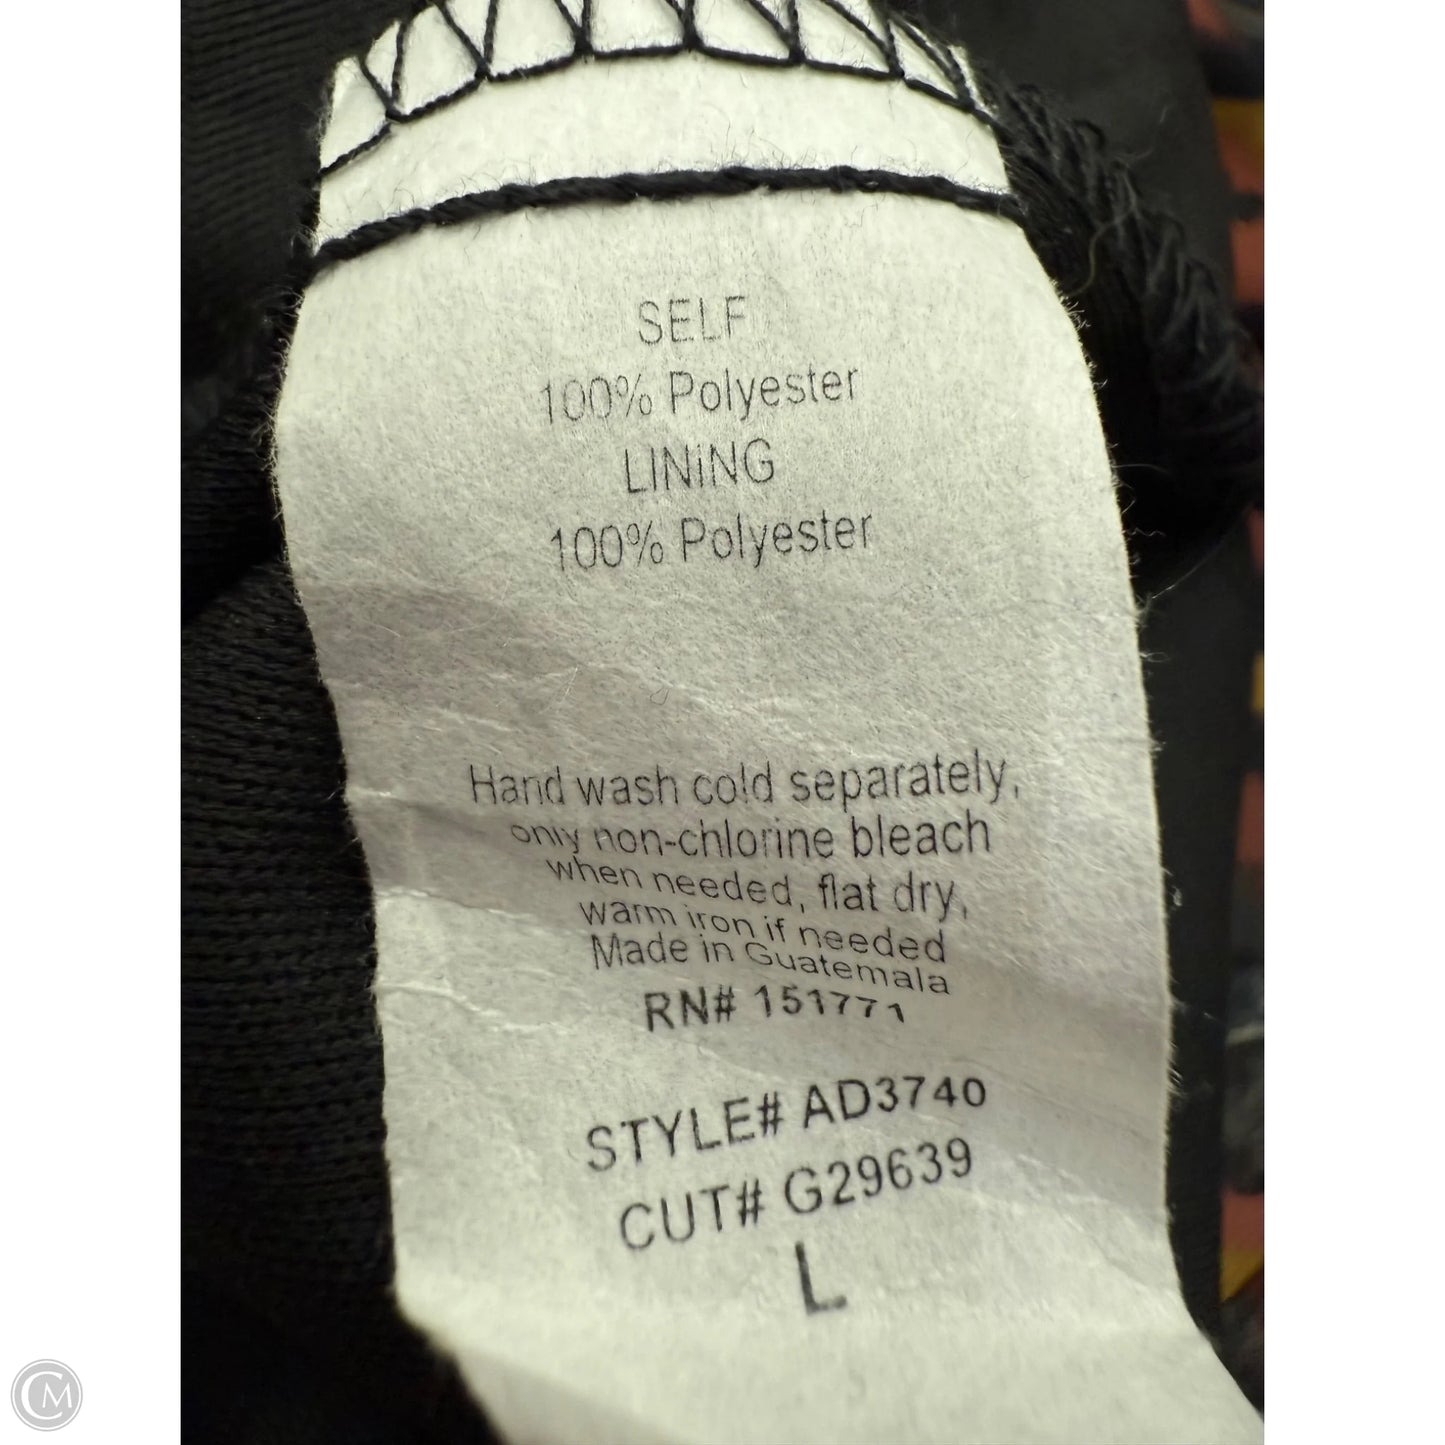 SELF
100% Polyester
LINING
100% Polyester
Hand wash cold separately,
only non-chlorine bleach
when needed, flat dry,
warm iron if needed
Made in Guatemala
RN# 151771
STYLE# AD3740
CUT# G29639
L
CM